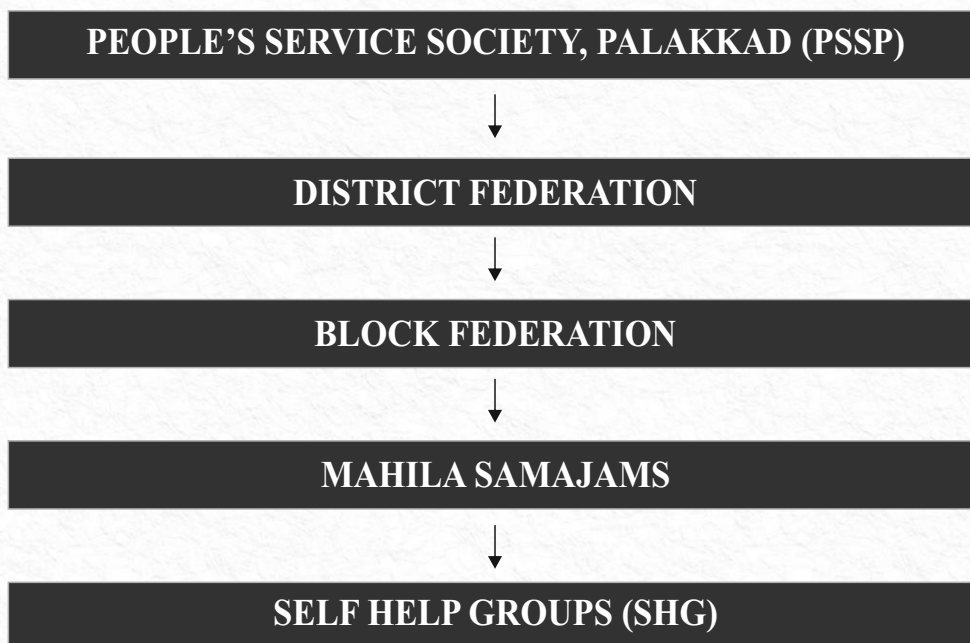 PEOPLE’S SERVICE SOCIETY, PALAKKAD (PSSP)
DISTRICT FEDERATION
BLOCK FEDERATION
MAHILA SAMAJAMS
SELF HELP GROUPS (SHG)